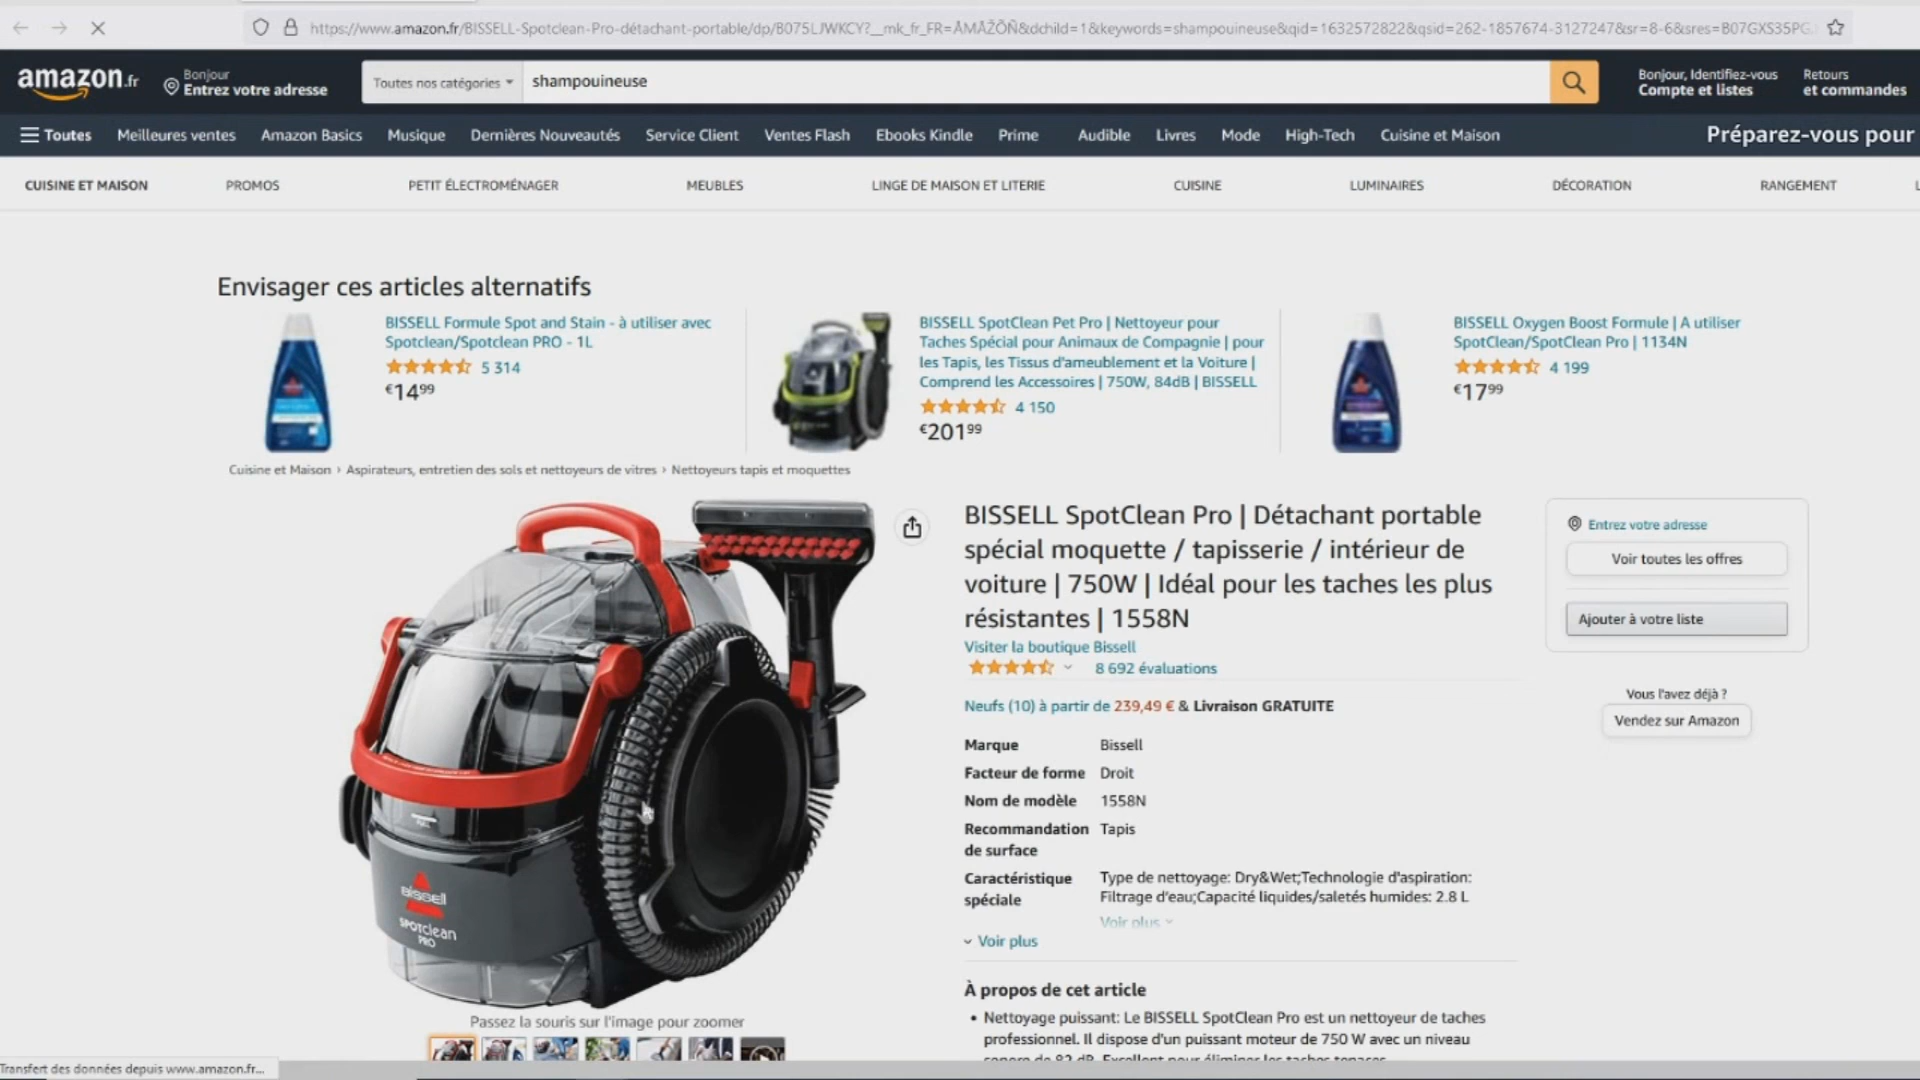 https://www.amazon.fr/BISSELL-Spotclean-Pro-détachant-portable/dp/B075LJWKCY?__mk_fr_FR=ÅMÅŽÕÑ&dchild=1&keywords=shampouineuse&qid=1632572822&qsid=262-1857674-3127247&sr=8-6&sres=B07GXS35PG
amazon.fr
Bonjour
Entrez votre adresse
Toutes nos catégories
shampouineuse
Bonjour, Identifiez-vous
Compte et listes
Retours
et commandes
Toutes Meilleures ventes Amazon Basics Musique Dernières Nouveautés Service Client Ventes Flash Ebooks Kindle Prime Audible Livres Mode High-Tech Cuisine et Maison Préparez-vous pour
CUISINE ET MAISON PROMOS PETIT ÉLECTROMÉNAGER MEUBLES LINGE DE MAISON ET LITERIE CUISINE LUMINAIRES DÉCORATION RANGEMENT
Envisager ces articles alternatifs
BISSELL Formule Spot and Stain - à utiliser avec
Spotclean/Spotclean PRO - 1L
5 314
€1499
BISSELL SpotClean Pet Pro | Nettoyeur pour
Taches Spécial pour Animaux de Compagnie | pour
les Tapis, les Tissus d'ameublement et la Voiture |
Comprend les Accessoires | 750W, 84dB | BISSELL
4 150
€20199
BISSELL Oxygen Boost Formule | A utiliser
SpotClean/SpotClean Pro | 1134N
4 199
€1799
Cuisine et Maison › Aspirateurs, entretien des sols et nettoyeurs de vitres › Nettoyeurs tapis et moquettes
BISSELL
SPOTCLEAN
PRO
Passez la souris sur l'image pour zoomer
BISSELL SpotClean Pro | Détachant portable
spécial moquette / tapisserie / intérieur de
voiture | 750W | Idéal pour les taches les plus
résistantes | 1558N
Visiter la boutique Bissell
8 692 évaluations
Neufs (10) à partir de 239,49 € & Livraison GRATUITE
Marque Bissell
Facteur de forme Droit
Nom de modèle 1558N
Recommandation de surface Tapis
Caractéristique spéciale Type de nettoyage: Dry&Wet;Technologie d'aspiration:
Filtrage d'eau;Capacité liquides/saletés humides: 2.8 L
Voir plus
Voir plus
À propos de cet article
• Nettoyage puissant: Le BISSELL SpotClean Pro est un nettoyeur de taches
professionnel. Il dispose d'un puissant moteur de 750 W avec un niveau
sonore de 82 dB. Excellent pour éliminer les taches tenaces
Entrez votre adresse
Voir toutes les offres
Ajouter à votre liste
Vous l'avez déjà ?
Vendez sur Amazon
Transfert des données depuis www.amazon.fr...